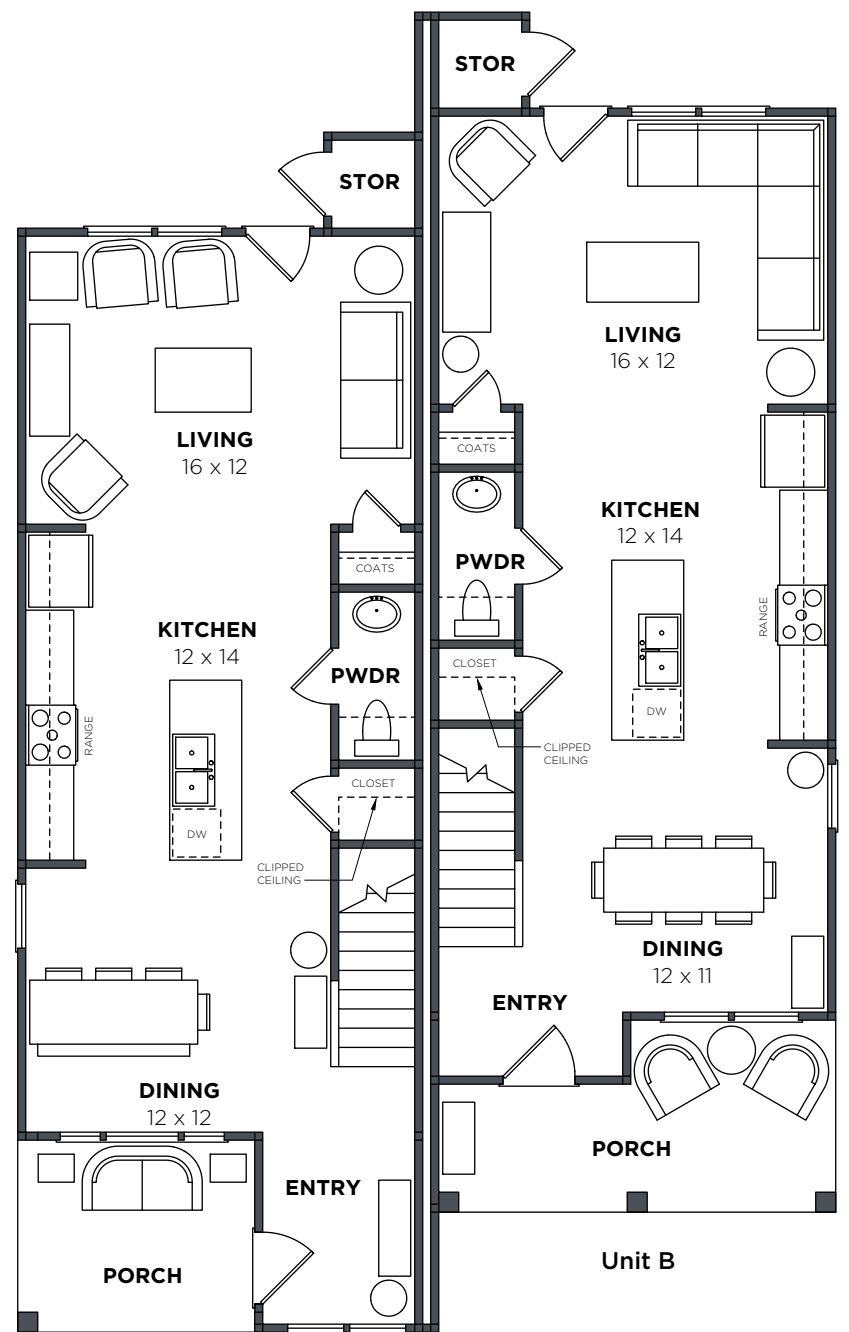 STOR
LIVING
16 x 12
COATS
KITCHEN
12 x 14
PWDR
RANGE
CLOSET
DW
CLIPPED
CEILING
DINING
12 x 12
ENTRY
PORCH
STOR
LIVING
16 x 12
COATS
KITCHEN
12 x 14
PWDR
RANGE
CLOSET
DW
CLIPPED
CEILING
DINING
12 x 11
ENTRY
PORCH
Unit B